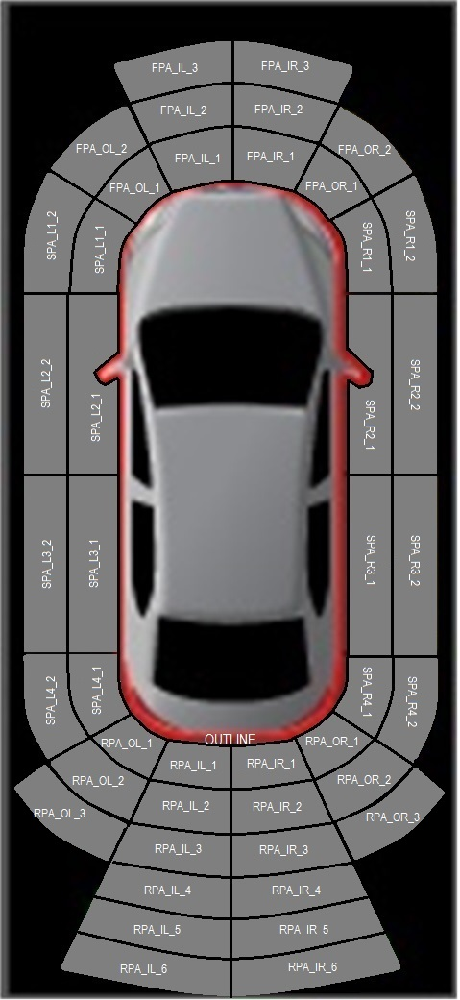 FPA_IL_3 FPA_IR_3
FPA_IL_2 FPA_IR_2
FPA_OL_2 FPA_IL_1 FPA_IR_1 FPA_OR_2
FPA_OL_1 FPA_OR_1
SPA_L1_2 SPA_L1_1 SPA_R1_1 SPA_R1_2
SPA_L2_2 SPA_L2_1 SPA_R2_1 SPA_R2_2
SPA_L3_2 SPA_L3_1 SPA_R3_1 SPA_R3_2
SPA_L4_2 SPA_L4_1 SPA_R4_1 SPA_R4_2
OUTLINE
RPA_OL_1 RPA_OR_1
RPA_IL_1 RPA_IR_1
RPA_OL_2 RPA_OR_2
RPA_IL_2 RPA_IR_2
RPA_OL_3 RPA_OR_3
RPA_IL_3 RPA_IR_3
RPA_IL_4 RPA_IR_4
RPA_IL_5 RPA IR 5
RPA_IL_6 RPA_IR_6